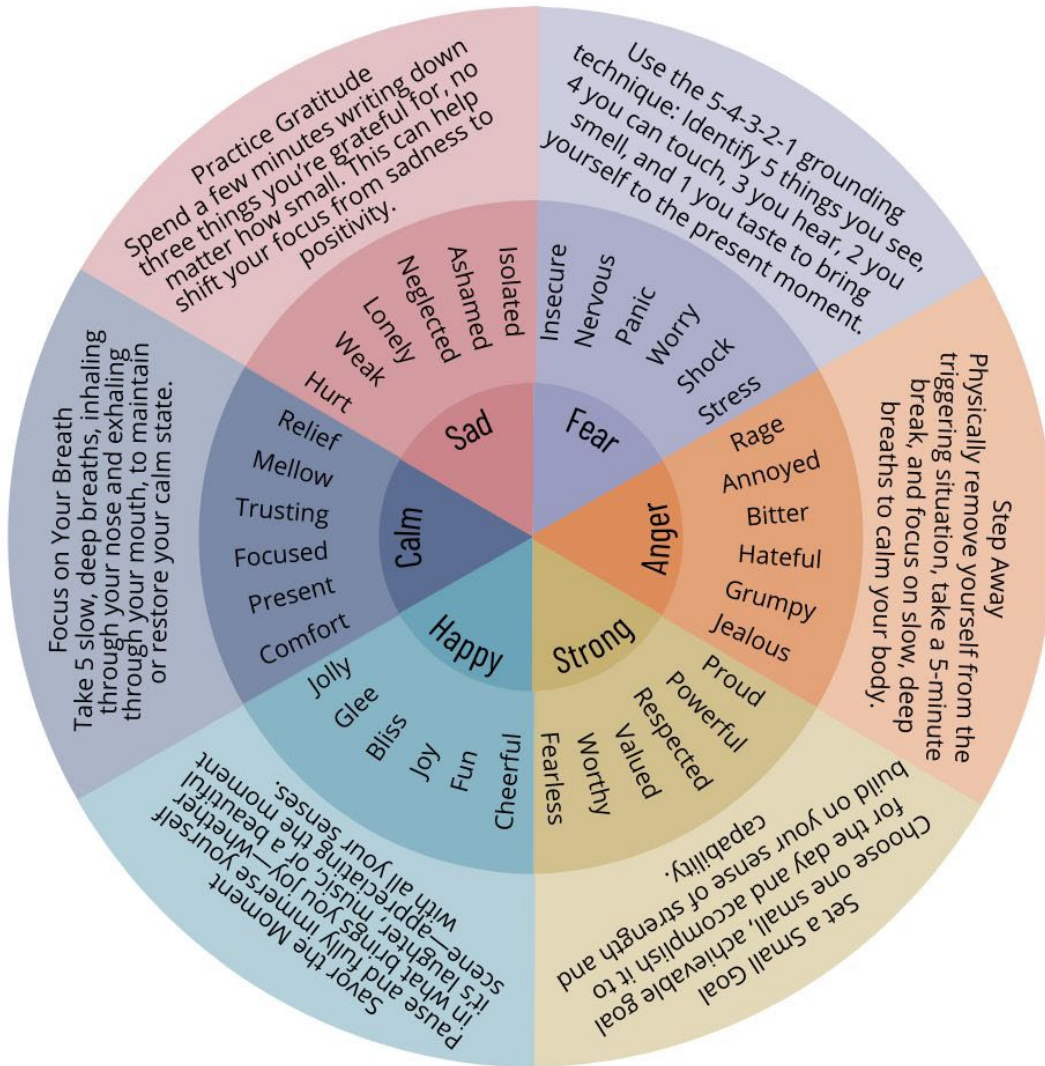 Practice Gratitude
Spend a few minutes writing down
three things you're grateful for, no
matter how small. This can help
shift your focus from sadness to
positivity.
Use the 5-4-3-2-1 grounding
technique: Identify 5 things you see,
4 you can touch, 3 you hear, 2 you
smell, and 1 you taste to bring
yourself to the present moment.
Step Away
Physically remove yourself from the
triggering situation, take a 5-minute
break, and focus on slow, deep
breaths to calm your body.
Set a Small Goal
Choose one small, achievable goal
for the day and accomplish it to
build on your sense of strength and
capability.
Savor the Moment
Pause and fully immerse yourself
in what brings you joy—whether
it's laughter, music, or a beautiful
scene—appreciating the moment
with all your senses.
Focus on Your Breath
Take 5 slow, deep breaths, inhaling
through your nose and exhaling
through your mouth, to maintain
or restore your calm state.
Sad
Hurt
Weak
Lonely
Neglected
Ashamed
Isolated
Fear
Insecure
Nervous
Panic
Worry
Shock
Stress
Anger
Rage
Annoyed
Bitter
Hateful
Grumpy
Jealous
Strong
Proud
Powerful
Respected
Valued
Worthy
Fearless
Happy
Cheerful
Fun
Joy
Bliss
Glee
Jolly
Calm
Comfort
Present
Focused
Trusting
Mellow
Relief